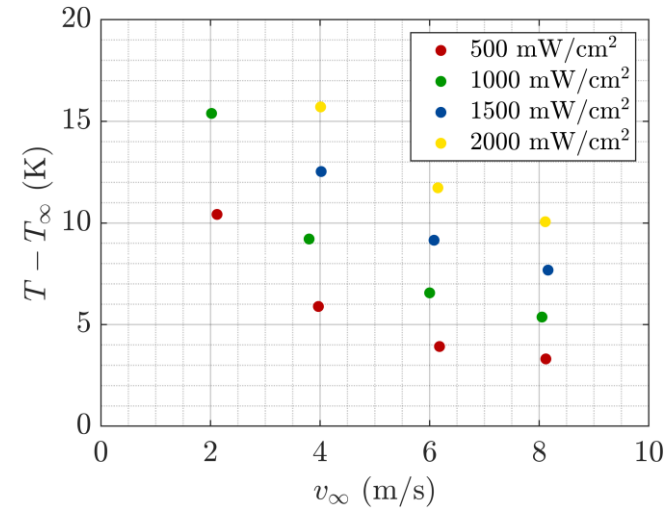 20
500 mW/cm²
1000 mW/cm²
1500 mW/cm²
2000 mW/cm²
15
10
5
0
T − T∞ (K)
0 2 4 6 8 10
v∞ (m/s)